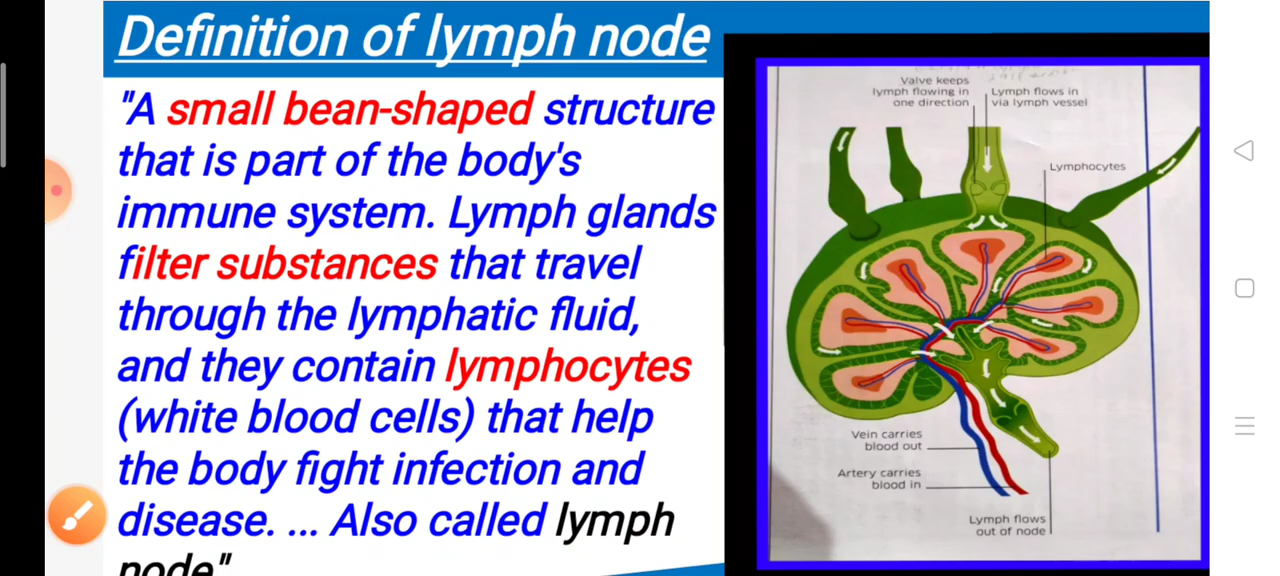 Definition of lymph node
"A small bean-shaped structure
that is part of the body's
immune system. Lymph glands
filter substances that travel
through the lymphatic fluid,
and they contain lymphocytes
(white blood cells) that help
the body fight infection and
disease. ... Also called lymph
node"
Valve keeps
lymph flowing in
one direction
Lymph flows in
via lymph vessel
Lymphocytes
Vein carries
blood out
Artery carries
blood in
Lymph flows
out of node